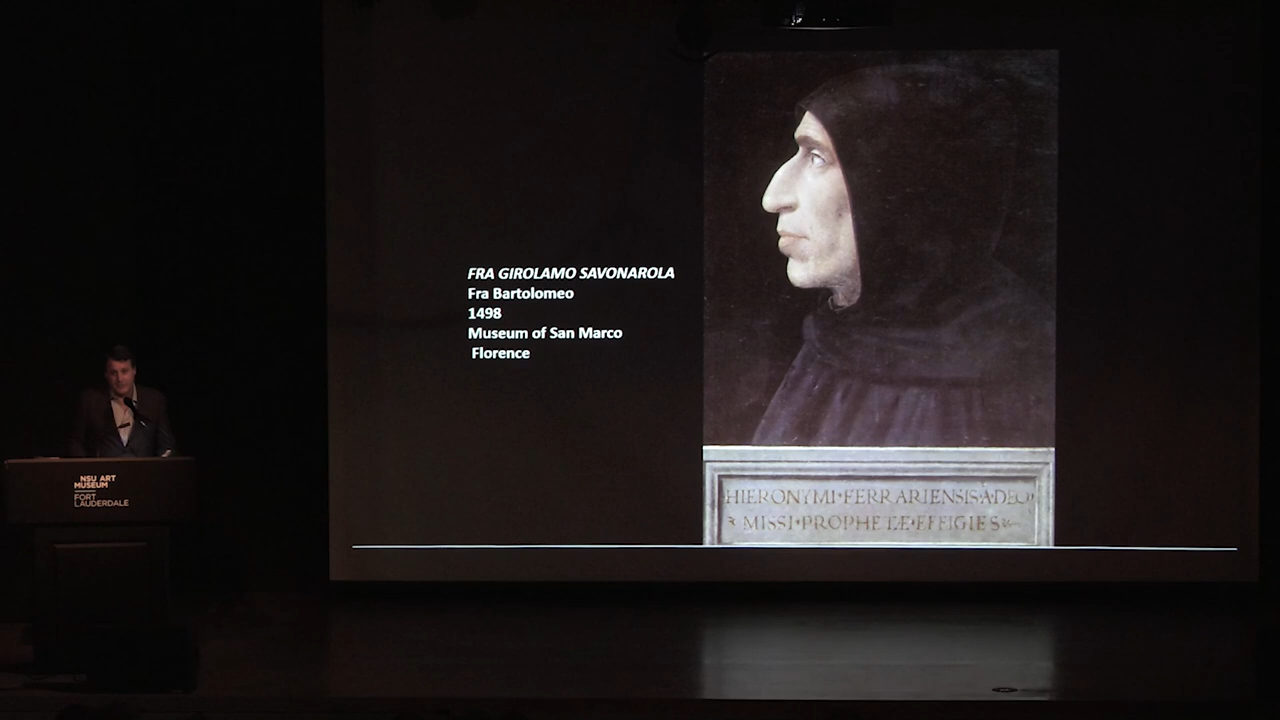 FRA GIROLAMO SAVONAROLA
Fra Bartolomeo
1498
Museum of San Marco
Florence
HIERONYMI·FERRARIENSIS·A·DEO
MISSI·PROPHETÆ·EFFIGIES
NSU ART
MUSEUM
FORT
LAUDERDALE